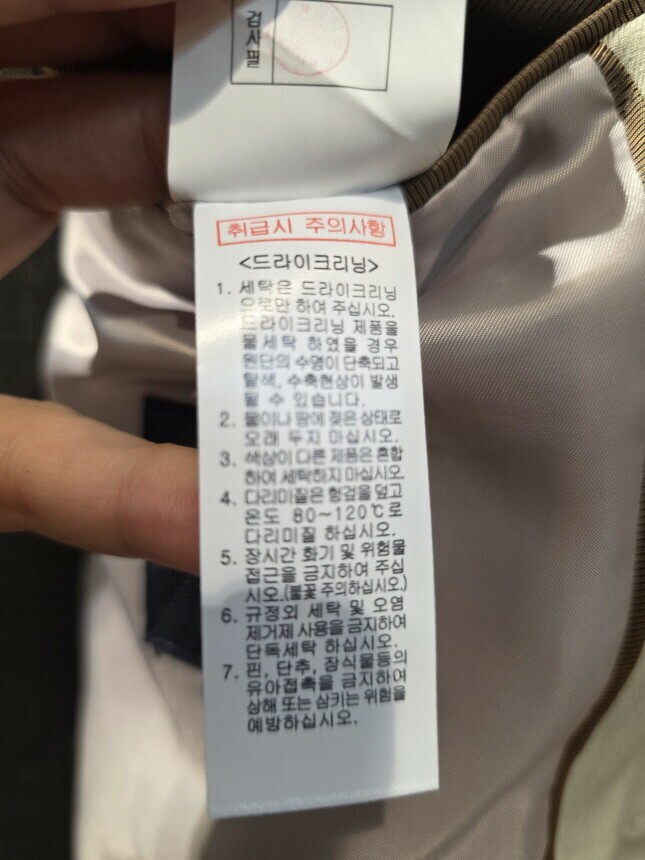 검사필
취급시 주의사항
<드라이크리닝>
1. 세탁은 드라이크리닝
으로만 하여 주십시오.
드라이크리닝 제품을
물세탁 하였을 경우
원단의 수명이 단축되고
탈색, 수축현상이 발생
될 수 있습니다.
2. 물이나 땀에 젖은 상태로
오래 두지 마십시오.
3. 색상이 다른 제품은 혼합
하여 세탁하지 마십시오.
4. 다리미질은 헝겊을 덮고
온도 80~120℃로
다리미질 하십시오.
5. 장시간 화기 및 위험물
접근을 금지하여 주십
시오.(불꽃 주의하십시오.)
6. 규정외 세탁 및 오염
제거제 사용을 금지하여
단독세탁 하십시오.
7. 핀, 단추, 장식물등의
유아접촉을 금지하여
상해 또는 삼키는 위험을
예방하십시오.